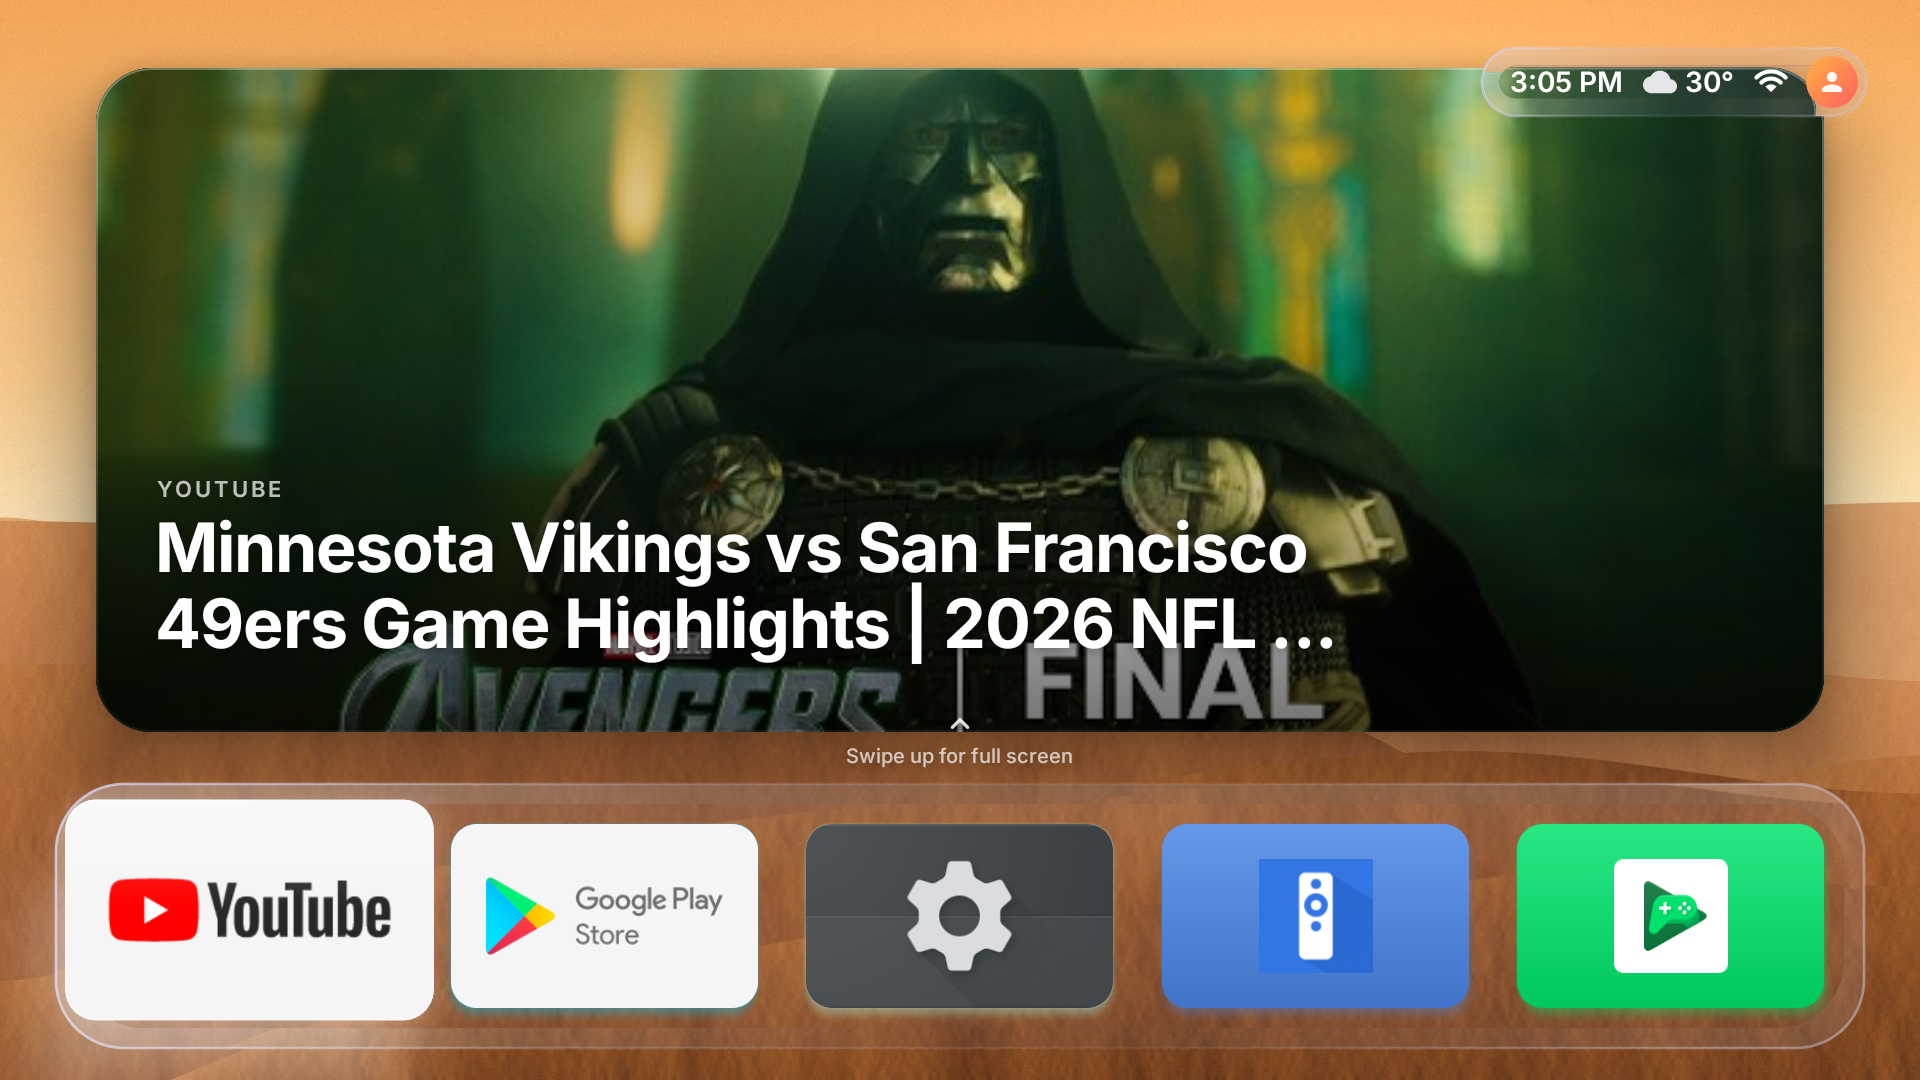 3:05 PM 30°
YOUTUBE
Minnesota Vikings vs San Francisco
49ers Game Highlights | 2026 NFL ...
AVENGERS | FINAL
Swipe up for full screen
YouTube
Google Play
Store